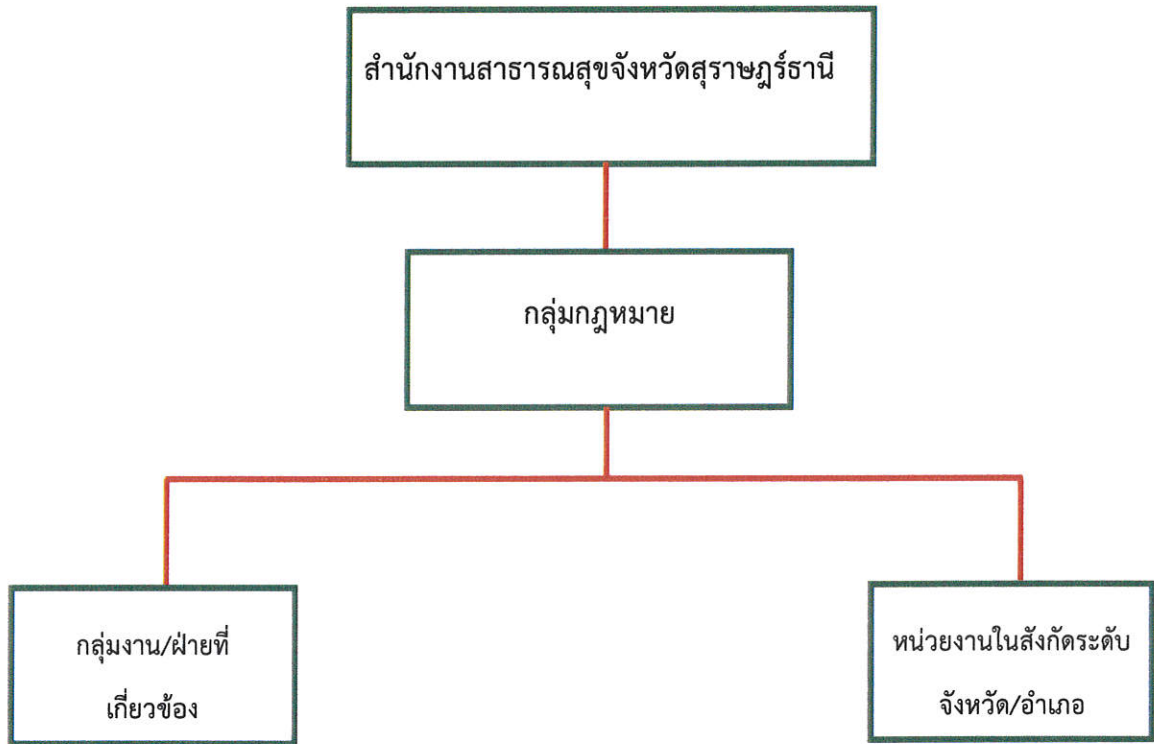 สำนักงานสาธารณสุขจังหวัดสุราษฎร์ธานี
กลุ่มกฎหมาย
กลุ่มงาน/ฝ่ายที่
เกี่ยวข้อง
หน่วยงานในสังกัดระดับ
จังหวัด/อำเภอ